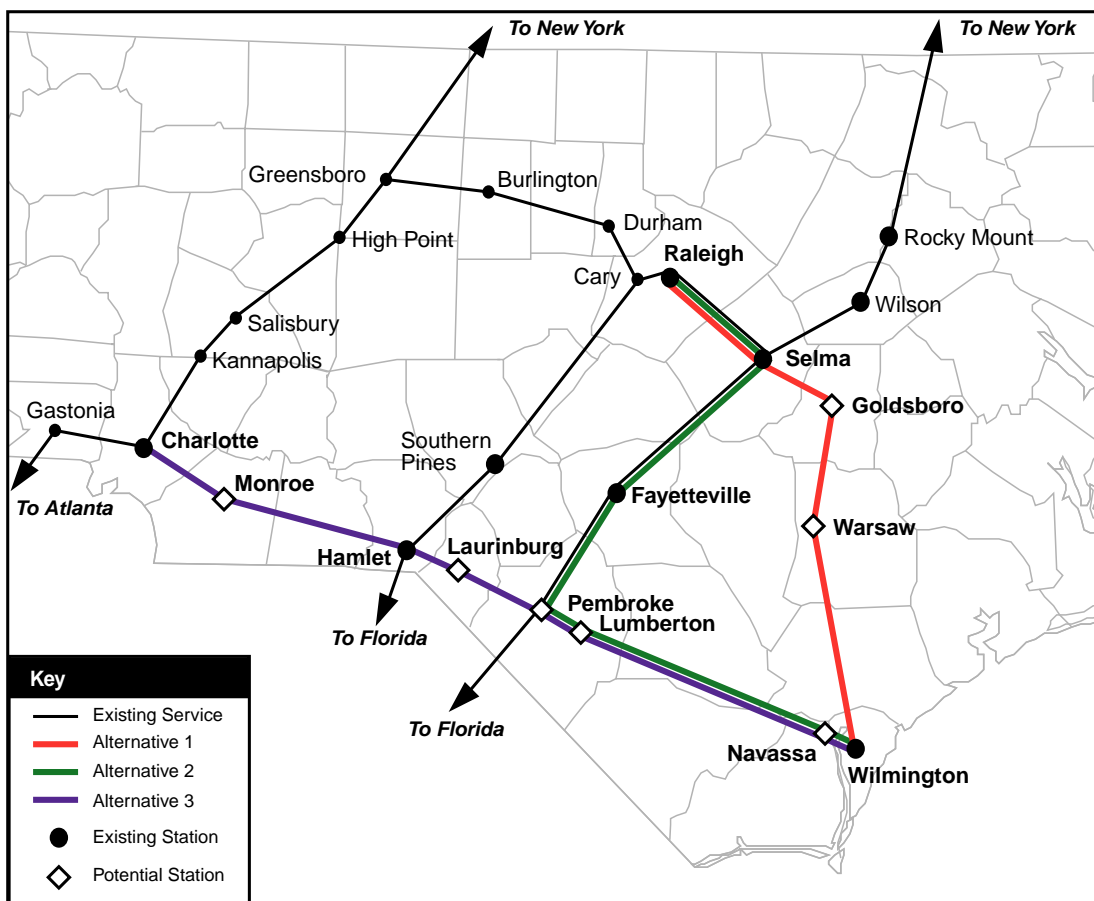 To New York
To New York
Greensboro
Burlington
Durham
High Point
Rocky Mount
Raleigh
Cary
Wilson
Salisbury
Kannapolis
Selma
Gastonia
Goldsboro
Charlotte
Southern
Pines
Monroe
Fayetteville
To Atlanta
Warsaw
Hamlet
Laurinburg
Pembroke
Lumberton
To Florida
To Florida
Navassa
Wilmington
Key
Existing Service
Alternative 1
Alternative 2
Alternative 3
Existing Station
Potential Station